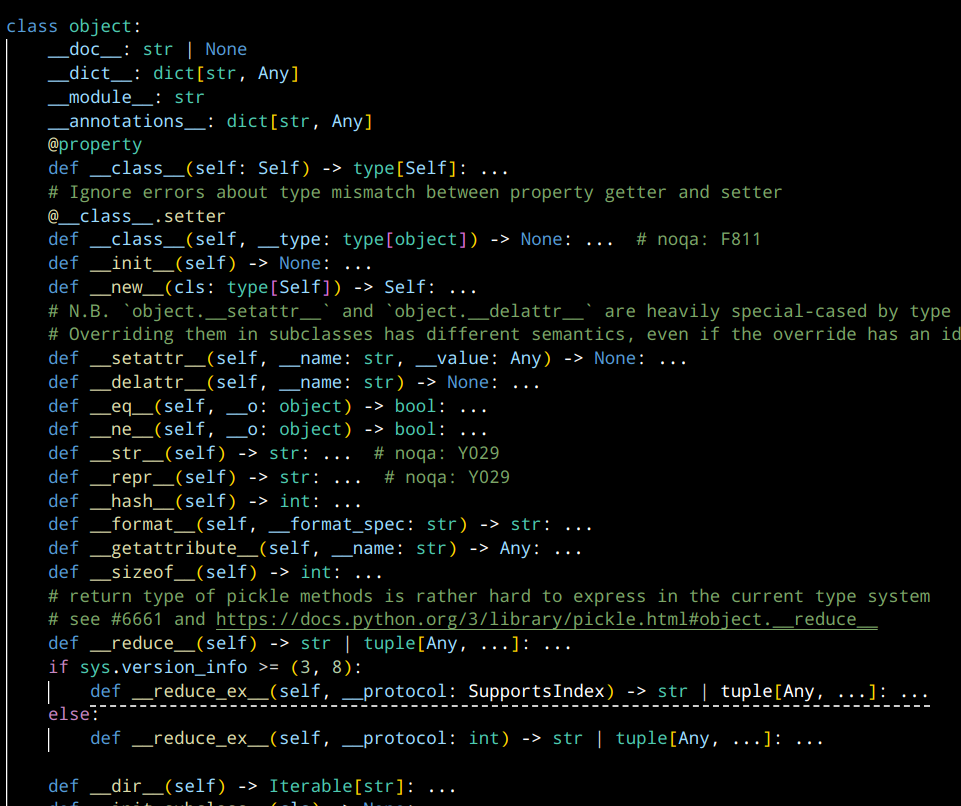 class object:
    __doc__: str | None
    __dict__: dict[str, Any]
    __module__: str
    __annotations__: dict[str, Any]
    @property
    def __class__(self: Self) -> type[Self]: ...
    # Ignore errors about type mismatch between property getter and setter
    @__class__.setter
    def __class__(self, __type: type[object]) -> None: ...  # noqa: F811
    def __init__(self) -> None: ...
    def __new__(cls: type[Self]) -> Self: ...
    # N.B. `object.__setattr__` and `object.__delattr__` are heavily special-cased by type
    # Overriding them in subclasses has different semantics, even if the override has an id
    def __setattr__(self, __name: str, __value: Any) -> None: ...
    def __delattr__(self, __name: str) -> None: ...
    def __eq__(self, __o: object) -> bool: ...
    def __ne__(self, __o: object) -> bool: ...
    def __str__(self) -> str: ...  # noqa: Y029
    def __repr__(self) -> str: ...  # noqa: Y029
    def __hash__(self) -> int: ...
    def __format__(self, __format_spec: str) -> str: ...
    def __getattribute__(self, __name: str) -> Any: ...
    def __sizeof__(self) -> int: ...
    # return type of pickle methods is rather hard to express in the current type system
    # see #6661 and https://docs.python.org/3/library/pickle.html#object.__reduce__
    def __reduce__(self) -> str | tuple[Any, ...]: ...
    if sys.version_info >= (3, 8):
        def __reduce_ex__(self, __protocol: SupportsIndex) -> str | tuple[Any, ...]: ...
    else:
        def __reduce_ex__(self, __protocol: int) -> str | tuple[Any, ...]: ...

    def __dir__(self) -> Iterable[str]: ...